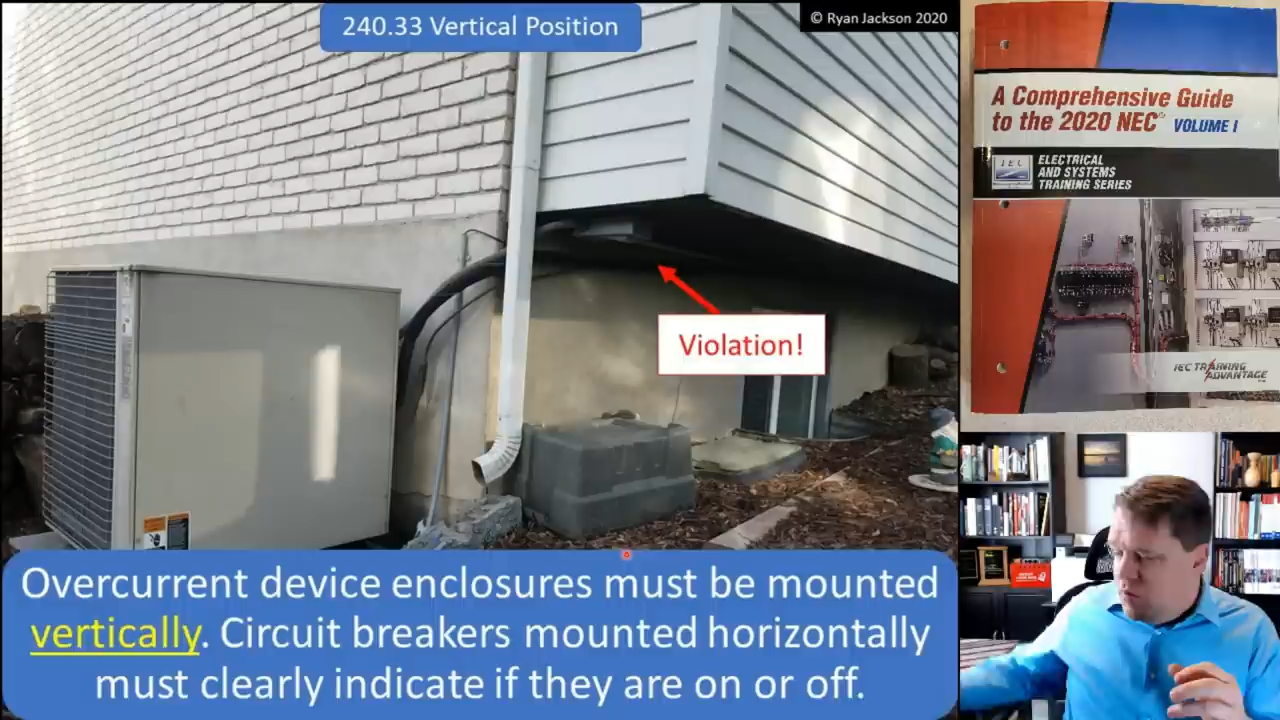 240.33 Vertical Position
© Ryan Jackson 2020
Violation!
Overcurrent device enclosures must be mounted
vertically. Circuit breakers mounted horizontally
must clearly indicate if they are on or off.
A Comprehensive Guide
to the 2020 NEC® VOLUME I
IEC
ELECTRICAL
AND SYSTEMS
TRAINING SERIES
IEC TRAINING
ADVANTAGE